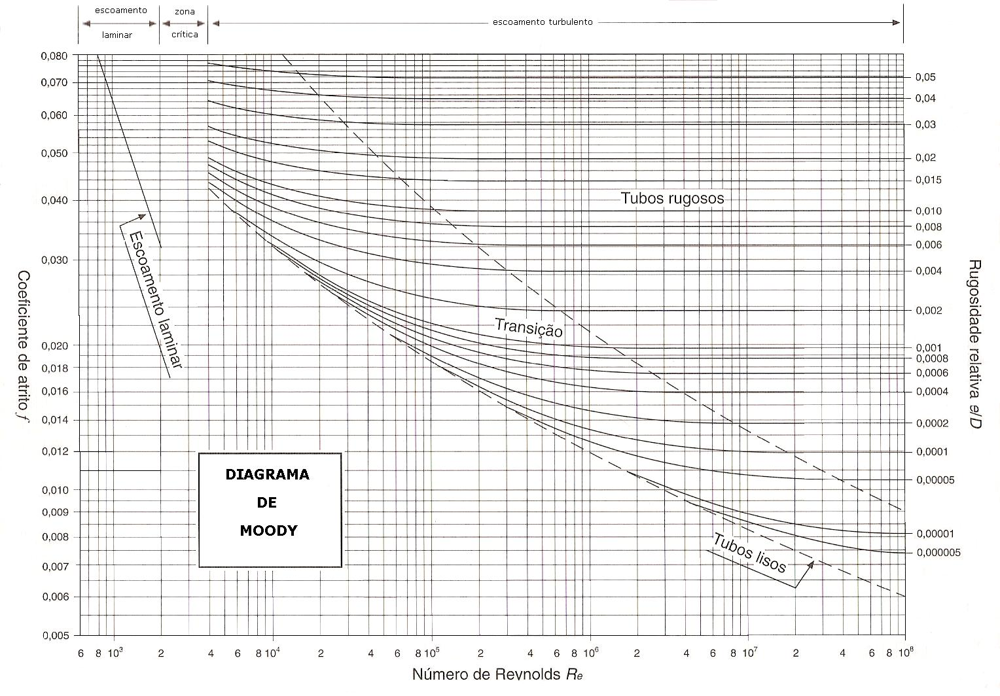 escoamento
laminar
zona
crítica
escoamento turbulento
0,080
0,070
0,060
0,050
0,040
0,030
0,020
0,018
0,016
0,014
0,012
0,010
0,009
0,008
0,007
0,006
0,005
Coeficiente de atrito f
0,05
0,04
0,03
0,02
0,015
0,010
0,008
0,006
0,004
0,002
0,001
0,0008
0,0006
0,0004
0,0002
0,0001
0,00005
0,00001
0,000005
Rugosidade relativa e/D
Tubos rugosos
Escoamento laminar
Transição
Tubos lisos
DIAGRAMA
DE
MOODY
6 8 10³ 2 4 6 8 10⁴ 2 4 6 8 10⁵ 2 4 6 8 10⁶ 2 4 6 8 10⁷ 2 4 6 8 10⁸
Número de Reynolds Re